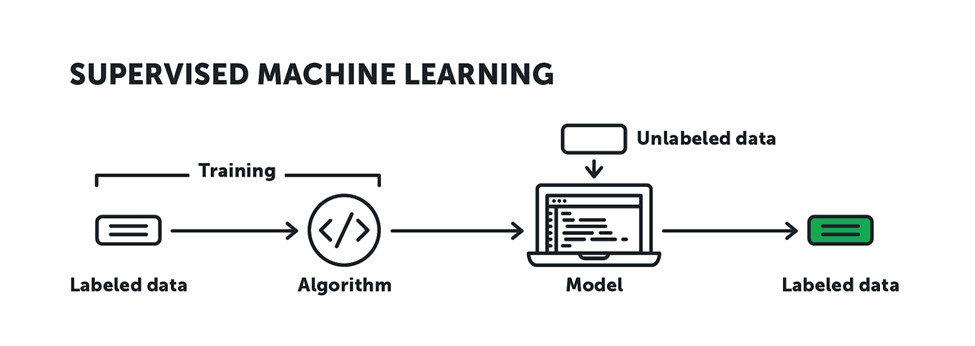 SUPERVISED MACHINE LEARNING
Unlabeled data
Training
</>
Labeled data
Algorithm
Model
Labeled data